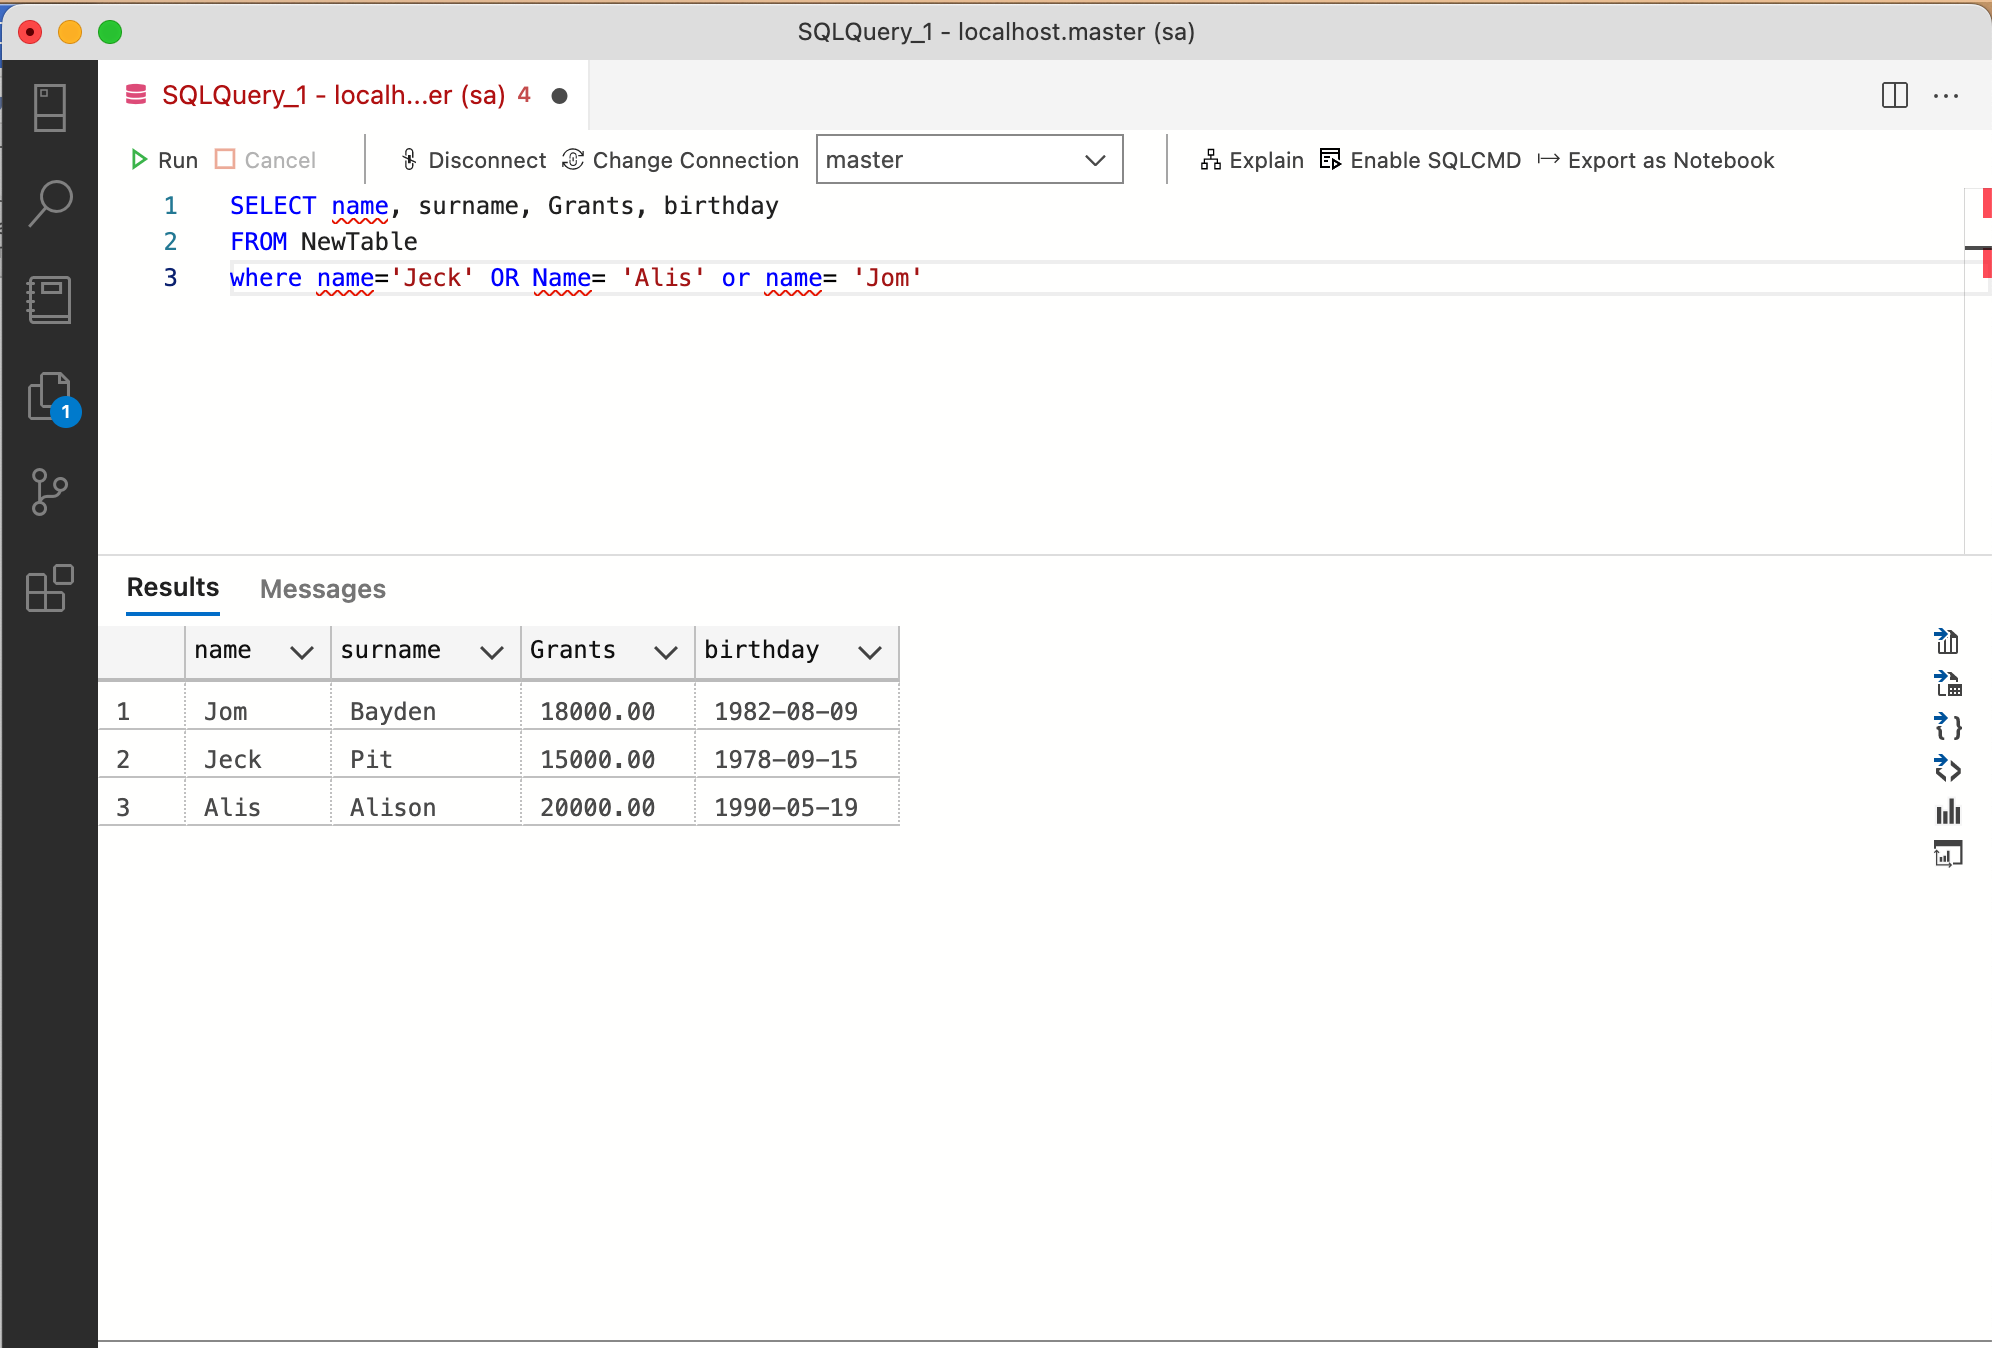 SQLQuery_1 - localhost.master (sa)
SQLQuery_1 - localh...er (sa) 4
Run Cancel Disconnect Change Connection master Explain Enable SQLCMD Export as Notebook
1 SELECT name, surname, Grants, birthday
2 FROM NewTable
3 where name='Jeck' OR Name= 'Alis' or name= 'Jom'
1
Results Messages
name surname Grants birthday
1 Jom Bayden 18000.00 1982-08-09
2 Jeck Pit 15000.00 1978-09-15
3 Alis Alison 20000.00 1990-05-19